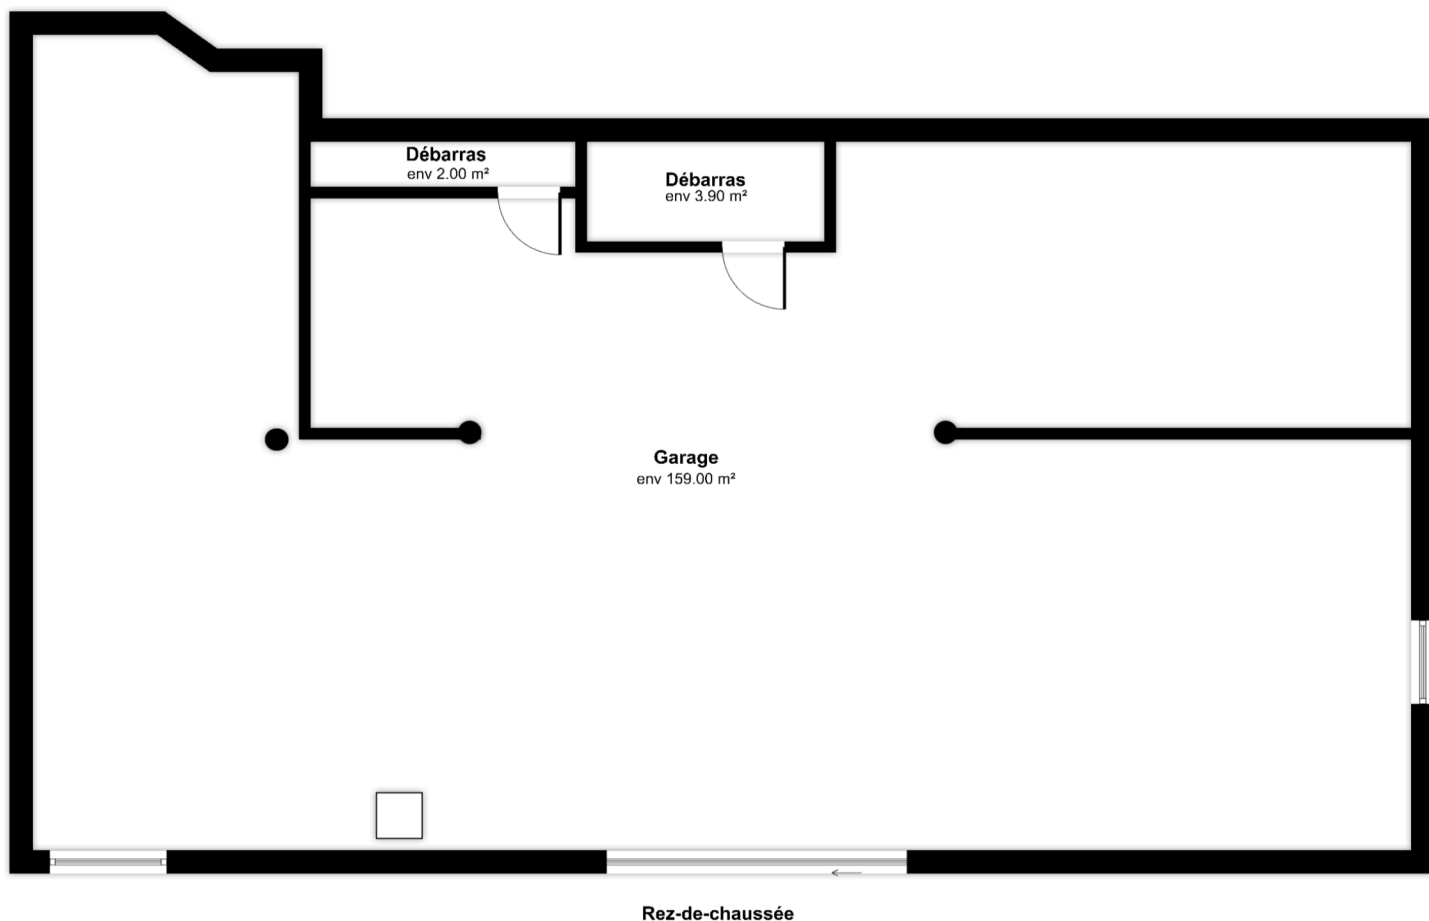 Débarras
env 2.00 m²
Débarras
env 3.90 m²
Garage
env 159.00 m²
Rez-de-chaussée